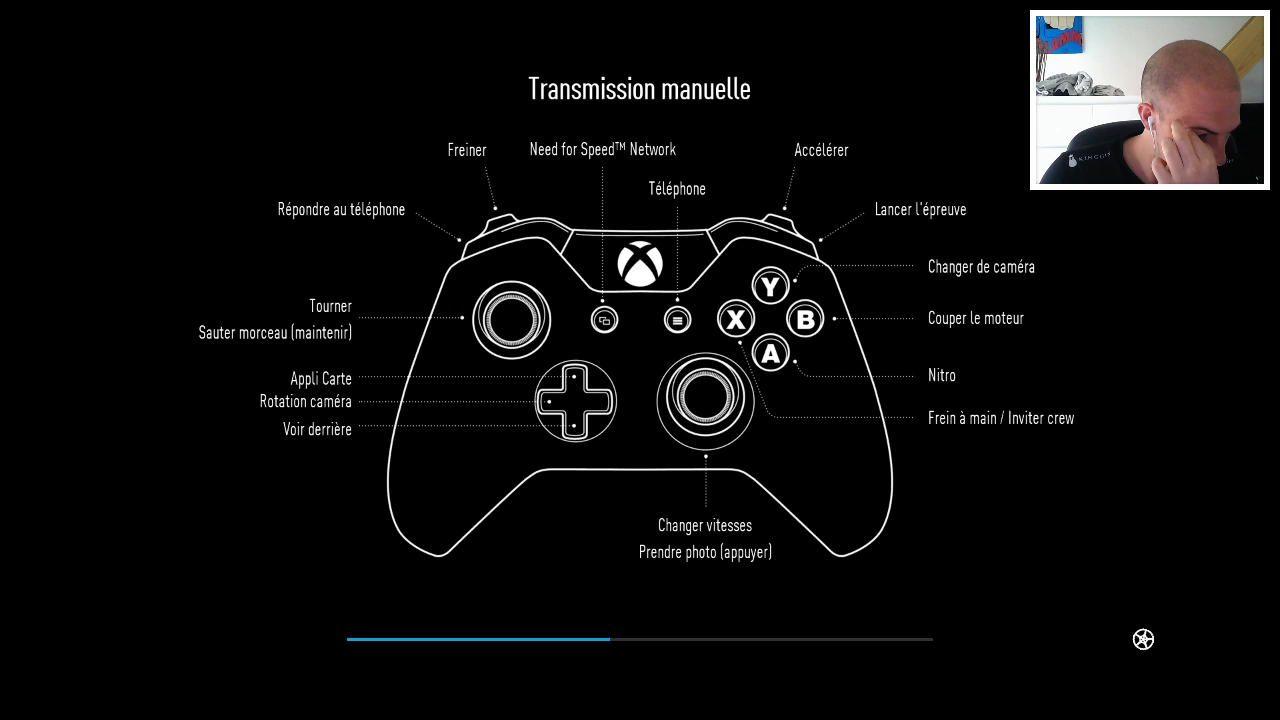 Transmission manuelle
Freiner
Need for Speed™ Network
Accélérer
Téléphone
Répondre au téléphone
Lancer l'épreuve
Changer de caméra
Y
Tourner
X
B
Couper le moteur
Sauter morceau (maintenir)
A
Appli Carte
Nitro
Rotation caméra
Frein à main / Inviter crew
Voir derrière
Changer vitesses
Prendre photo (appuyer)